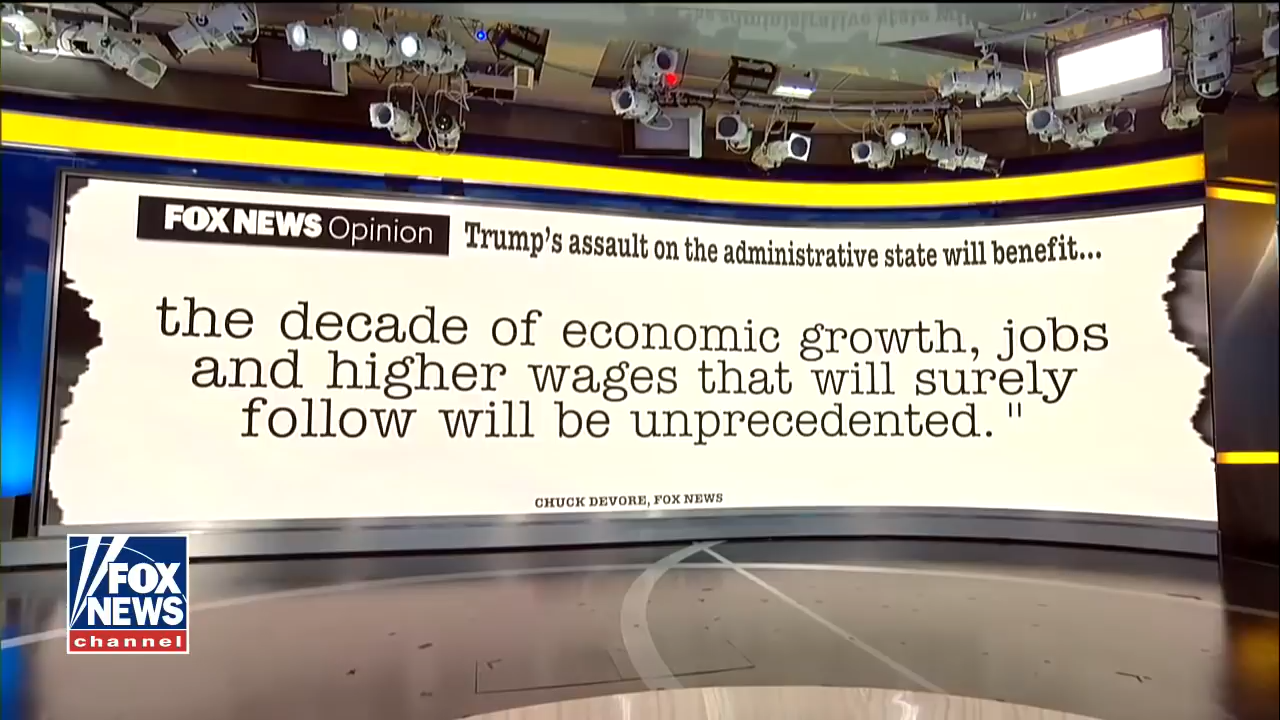 FOX NEWS Opinion Trump's assault on the administrative state will benefit...
the decade of economic growth, jobs
and higher wages that will surely
follow will be unprecedented."
CHUCK DEVORE, FOX NEWS
FOX
NEWS
channel